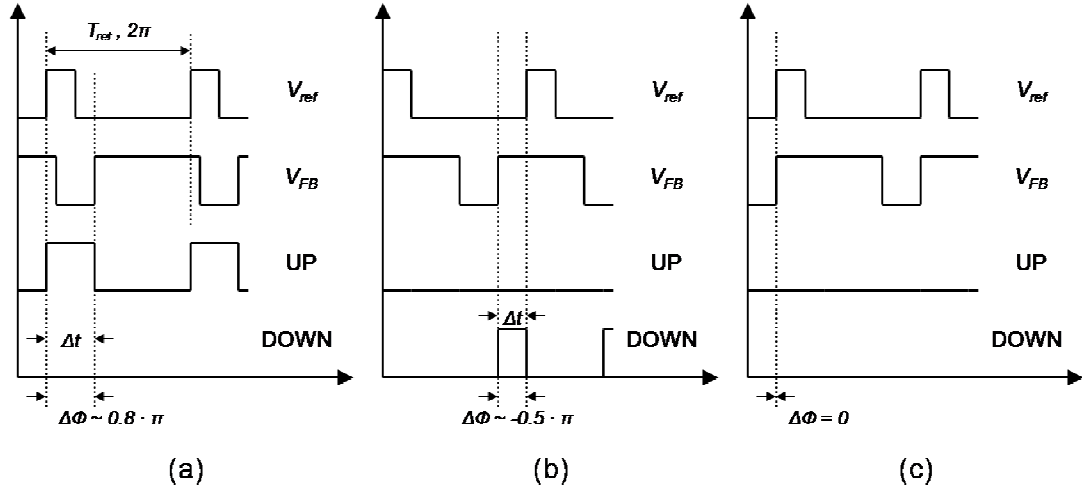 T_ref , 2π
V_ref
V_FB
UP
Δt
DOWN
ΔΦ ~ 0.8 · π
(a)
V_ref
V_FB
UP
Δt
DOWN
ΔΦ ~ -0.5 · π
(b)
V_ref
V_FB
UP
DOWN
ΔΦ = 0
(c)